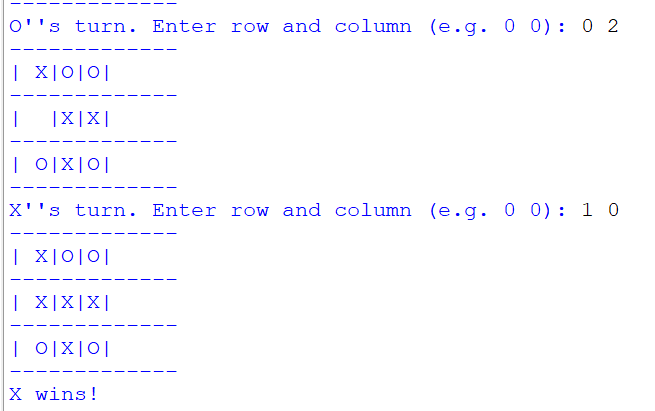 -------------
O''s turn. Enter row and column (e.g. 0 0): 0 2
-------------
| X|O|O|
-------------
|  |X|X|
-------------
| O|X|O|
-------------
X''s turn. Enter row and column (e.g. 0 0): 1 0
-------------
| X|O|O|
-------------
| X|X|X|
-------------
| O|X|O|
-------------
X wins!